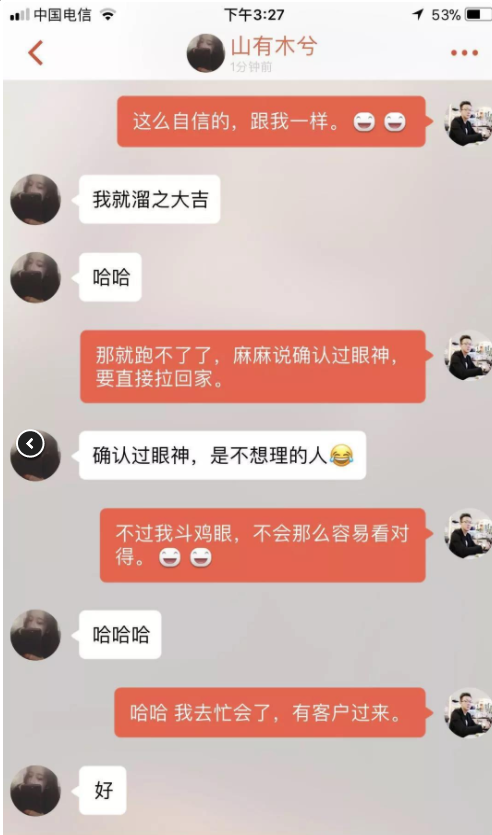 中国电信 下午3:27 53%
山有木兮
1分钟前
这么自信的，跟我一样。
我就溜之大吉
哈哈
那就跑不了了，麻麻说确认过眼神，
要直接拉回家。
确认过眼神，是不想理的人😂
不过我斗鸡眼，不会那么容易看对
得。
哈哈哈
哈哈 我去忙会了，有客户过来。
好